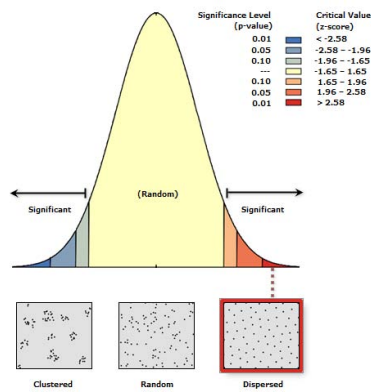 Significance Level Critical Value
(p-value) (z-score)
0.01 < -2.58
0.05 -2.58 – -1.96
0.10 -1.96 – -1.65
--- -1.65 – 1.65
0.10 1.65 – 1.96
0.05 1.96 – 2.58
0.01 > 2.58
(Random)
Significant Significant
Clustered Random Dispersed